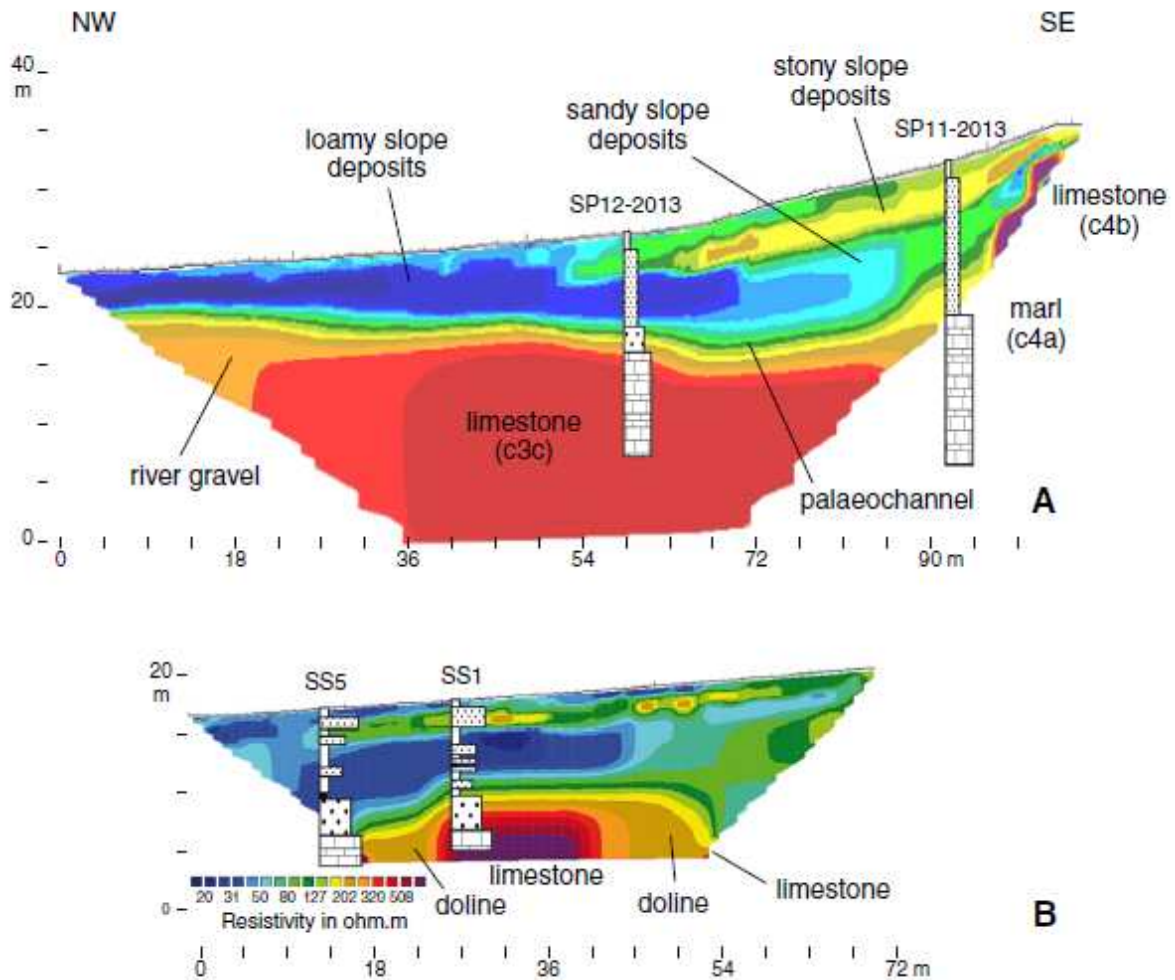 NW
SE
40
m
stony slope
deposits
sandy slope
deposits
SP11-2013
loamy slope
deposits
SP12-2013
limestone
(c4b)
20
marl
(c4a)
limestone
(c3c)
river gravel
palaeochannel
A
0
0 18 36 54 72 90 m
20
m
SS5
SS1
limestone
limestone
doline
doline
20 31 50 80 127 202 320 508
Resistivity in ohm.m
0
B
0 18 36 54 72 m